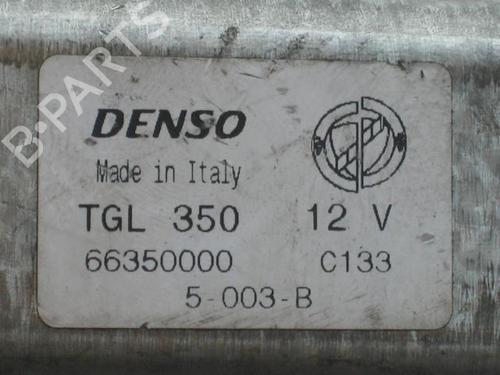 B-PARTS
DENSO
Made in Italy
TGL 350 12 V
66350000 C133
5-003-B